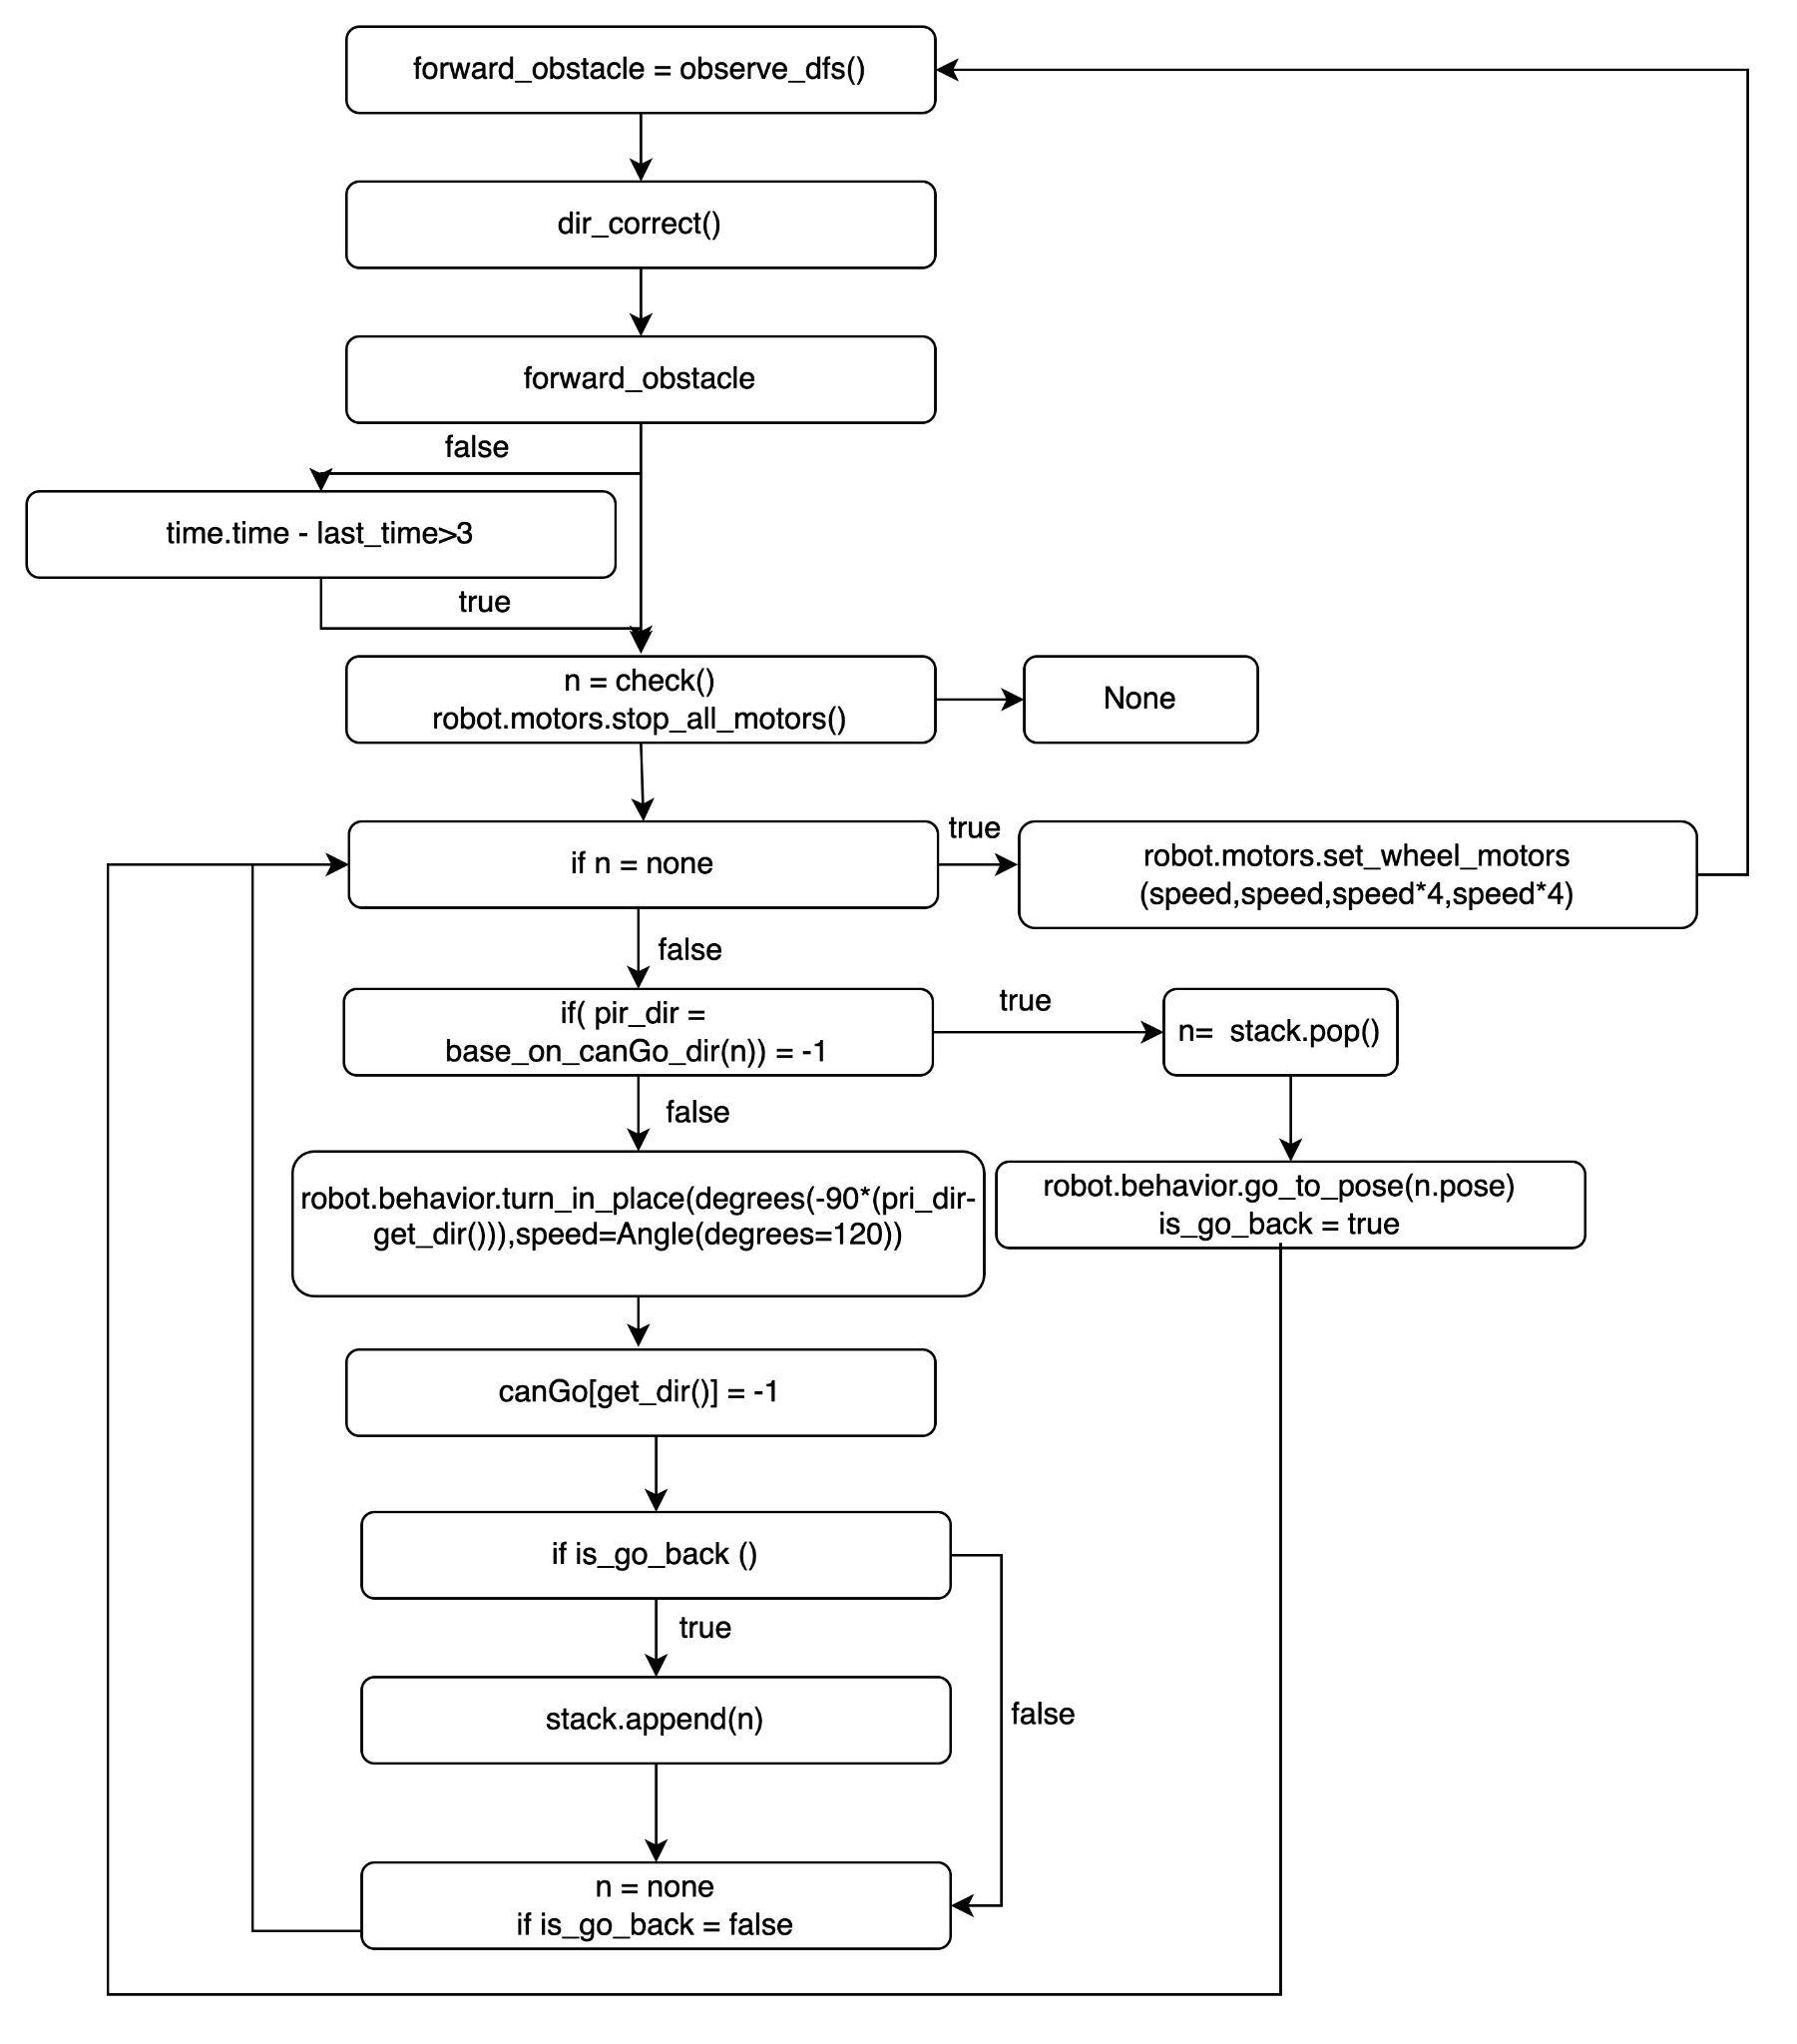 forward_obstacle = observe_dfs()
dir_correct()
forward_obstacle
false
time.time - last_time>3
true
n = check()
robot.motors.stop_all_motors()
None
if n = none
true
robot.motors.set_wheel_motors
(speed,speed,speed*4,speed*4)
false
if( pir_dir =
base_on_canGo_dir(n)) = -1
true
n=  stack.pop()
false
robot.behavior.turn_in_place(degrees(-90*(pri_dir-
get_dir())),speed=Angle(degrees=120))
robot.behavior.go_to_pose(n.pose)
is_go_back = true
canGo[get_dir()] = -1
if is_go_back ()
true
false
stack.append(n)
n = none
if is_go_back = false